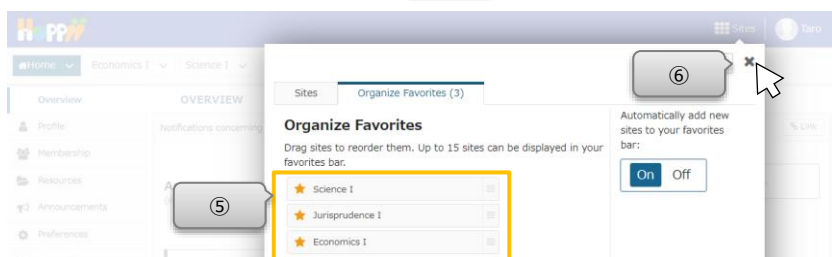 Hoppii
Sites
Taro
Home
Economics I
Science I
⑥
Sites
Organize Favorites (3)
Overview
OVERVIEW
Profile
Notifications concerning
Membership
Resources
Announcements
Preferences
Organize Favorites
Drag sites to reorder them. Up to 15 sites can be displayed in your
favorites bar.
⑤
Science I
Jurisprudence I
Economics I
Automatically add new
sites to your favorites
bar:
On Off
Link